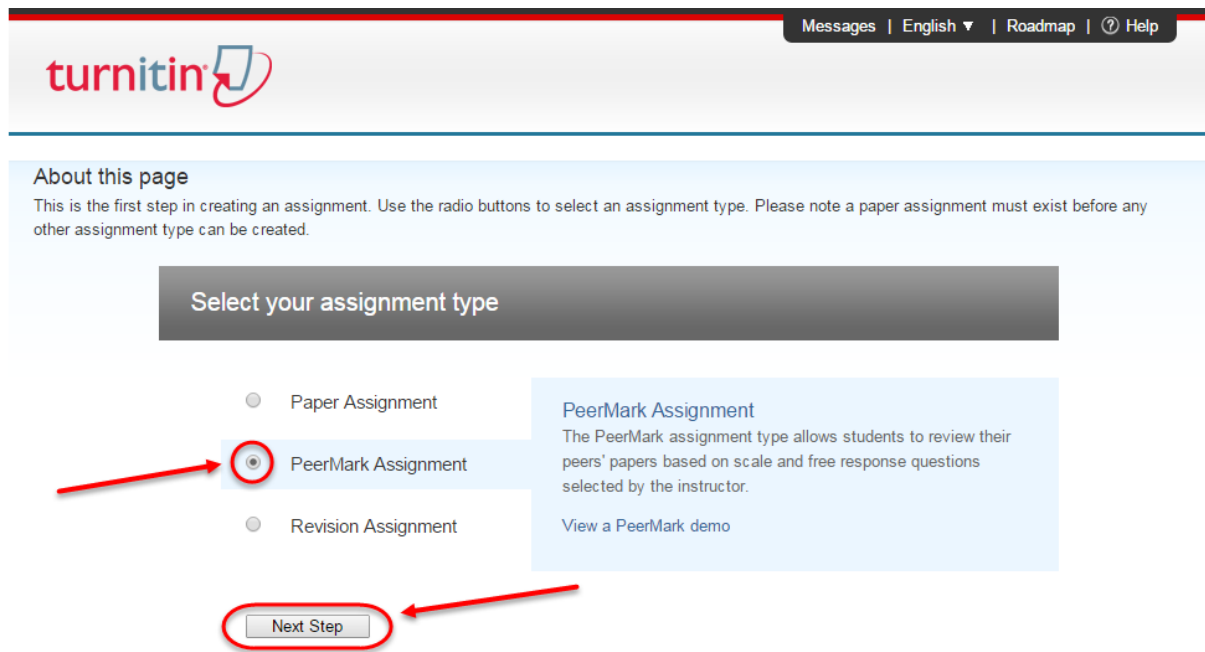 Messages | English ▼ | Roadmap | ? Help
turnitin
About this page
This is the first step in creating an assignment. Use the radio buttons to select an assignment type. Please note a paper assignment must exist before any
other assignment type can be created.
Select your assignment type
Paper Assignment
PeerMark Assignment
Revision Assignment
PeerMark Assignment
The PeerMark assignment type allows students to review their
peers' papers based on scale and free response questions
selected by the instructor.
View a PeerMark demo
Next Step